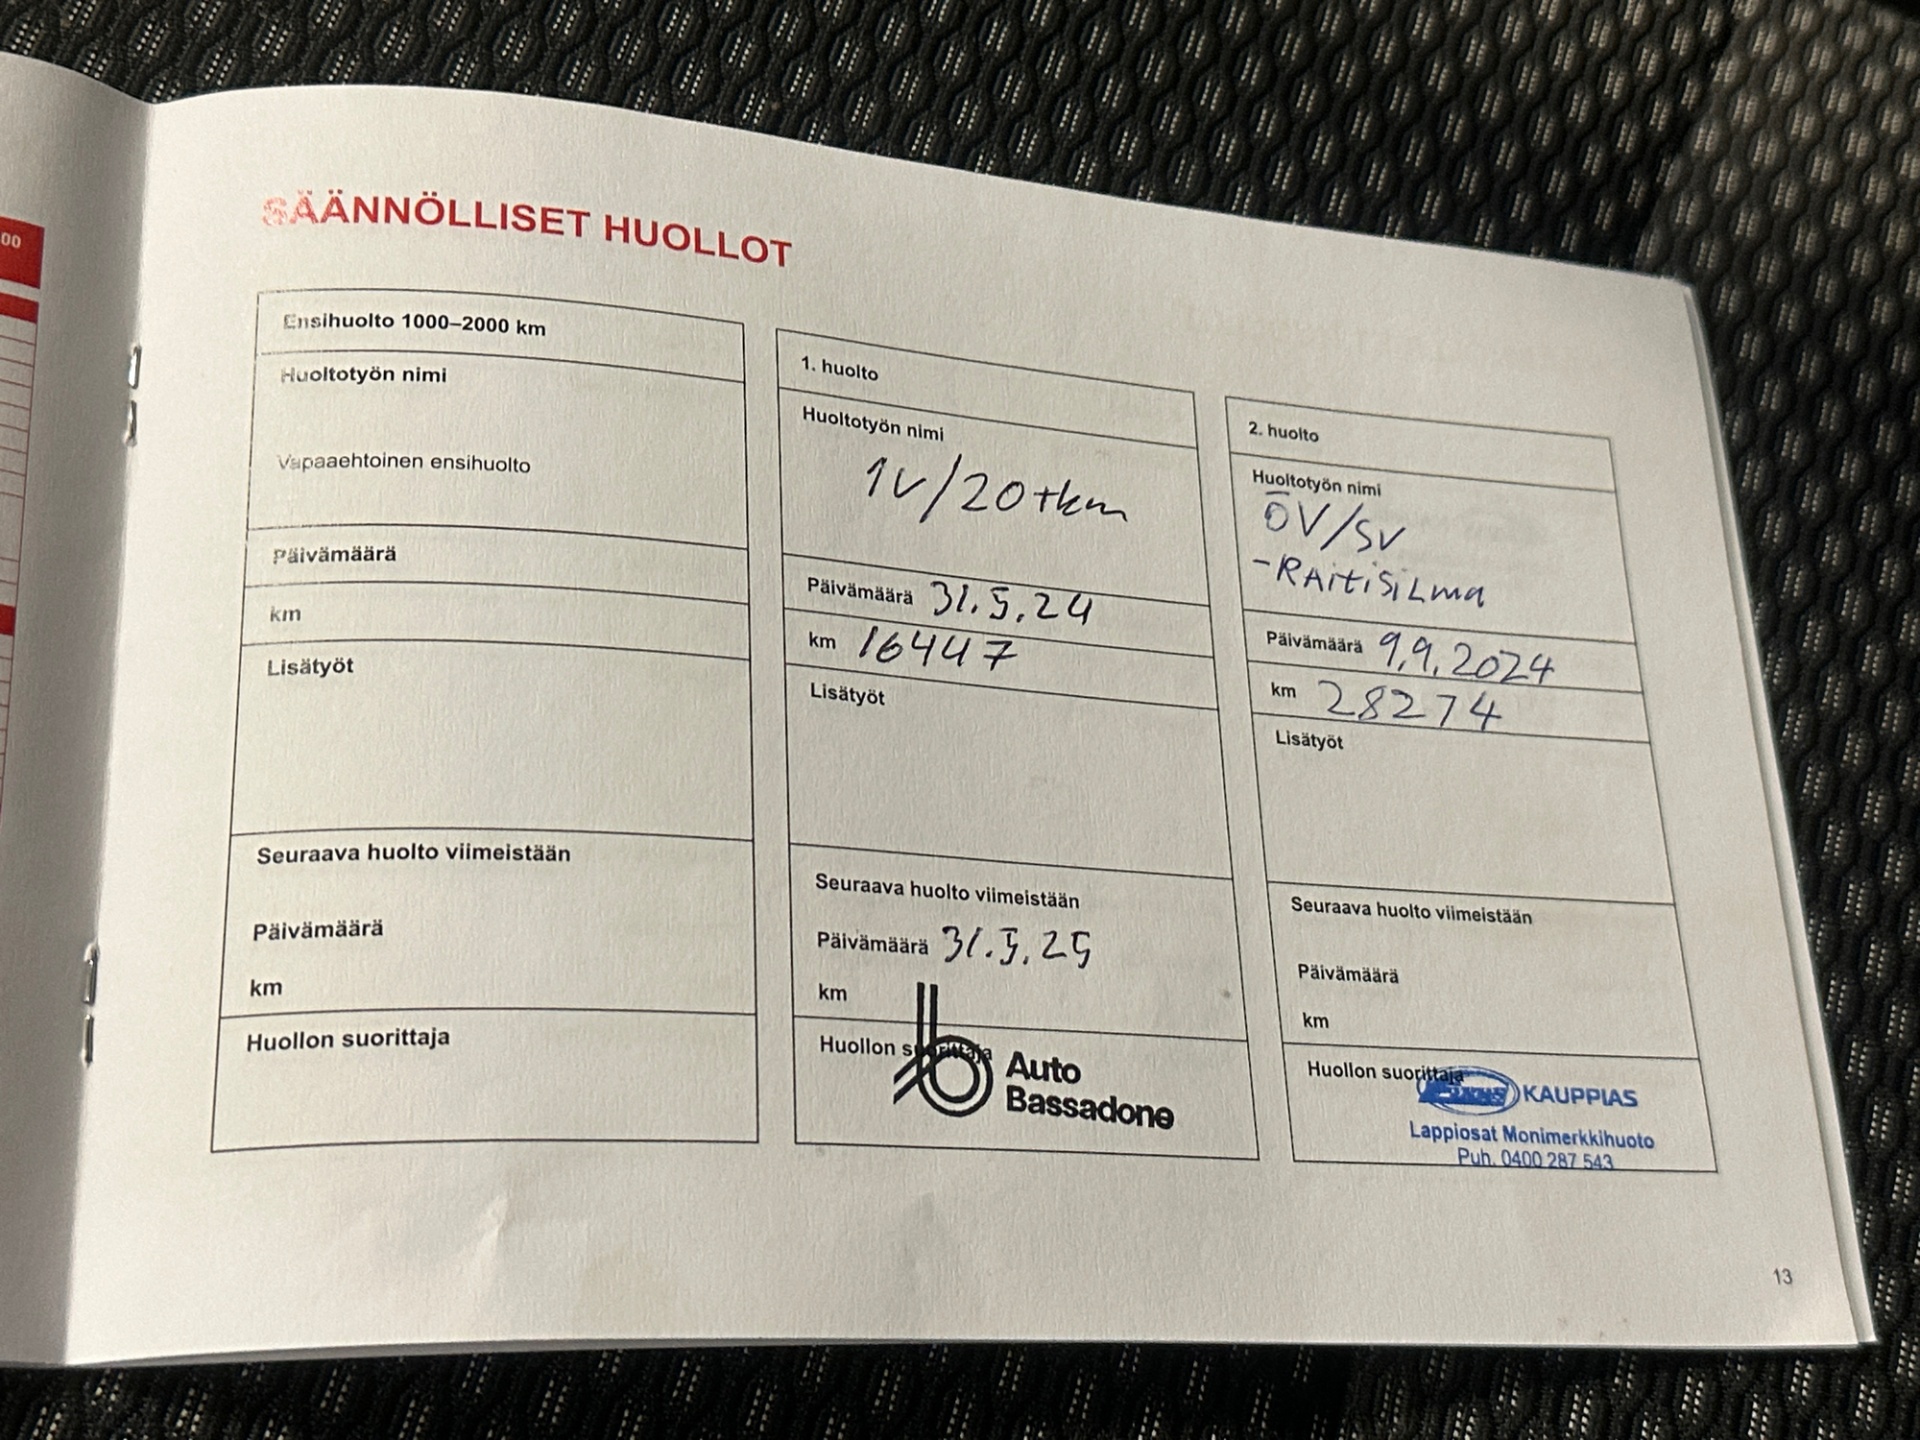 00
SÄÄNNÖLLISET HUOLLOT
Ensihuolto 1000–2000 km
Huoltotyön nimi
Vapaaehtoinen ensihuolto
Päivämäärä
km
Lisätyöt
Seuraava huolto viimeistään
Päivämäärä
km
Huollon suorittaja
1. huolto
Huoltotyön nimi
1V/20tkm
Päivämäärä 31.5.24
km 16447
Lisätyöt
Seuraava huolto viimeistään
Päivämäärä 31.5.25
km
Huollon suorittaja
Auto
Bassadone
2. huolto
Huoltotyön nimi
ÖV/SV
-RAitiSiLmA
Päivämäärä 9.9.2024
km 28274
Lisätyöt
Seuraava huolto viimeistään
Päivämäärä
km
Huollon suorittaja
KAUPPIAS
Lappiosat Monimerkkihuoto
Puh. 0400 287 543
13